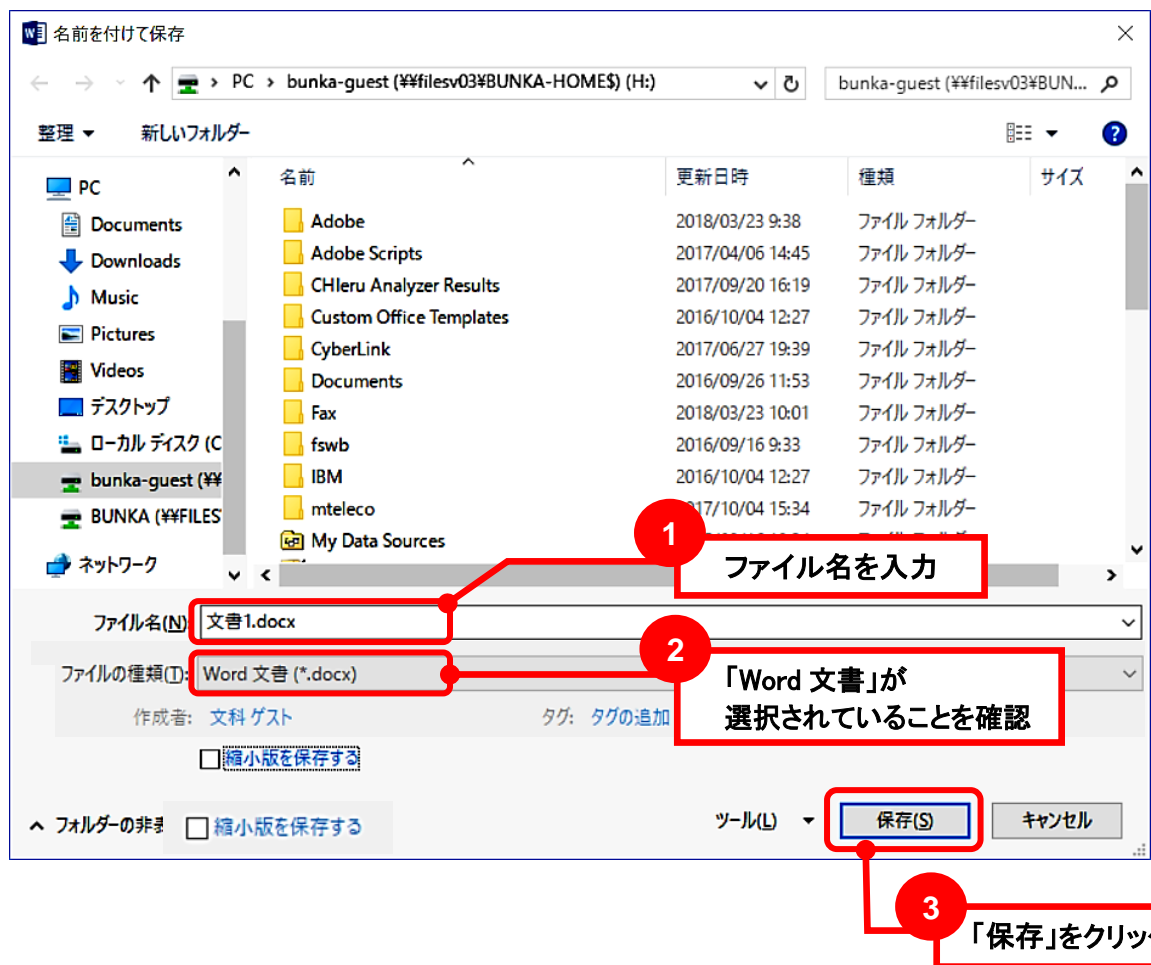 名前を付けて保存
PC › bunka-guest (¥¥filesv03¥BUNKA-HOME$) (H:)
bunka-guest (¥¥filesv03¥BUN...
整理 新しいフォルダー
名前 更新日時 種類 サイズ
PC
Documents
Downloads
Music
Pictures
Videos
デスクトップ
ローカル ディスク (C
bunka-guest (¥¥
BUNKA (¥¥FILES
ネットワーク
Adobe 2018/03/23 9:38 ファイル フォルダー
Adobe Scripts 2017/04/06 14:45 ファイル フォルダー
CHIeru Analyzer Results 2017/09/20 16:19 ファイル フォルダー
Custom Office Templates 2016/10/04 12:27 ファイル フォルダー
CyberLink 2017/06/27 19:39 ファイル フォルダー
Documents 2016/09/26 11:53 ファイル フォルダー
Fax 2018/03/23 10:01 ファイル フォルダー
fswb 2016/09/16 9:33 ファイル フォルダー
IBM 2016/10/04 12:27 ファイル フォルダー
mteleco 17/10/04 15:34 ファイル フォルダー
My Data Sources
1
ファイル名を入力
ファイル名(N): 文書1.docx
2
ファイルの種類(T): Word 文書 (*.docx)
「Word 文書」が
選択されていることを確認
作成者: 文科 ゲスト タグ: タグの追加
縮小版を保存する
フォルダーの非表 縮小版を保存する ツール(L) 保存(S) キャンセル
3
「保存」をクリック